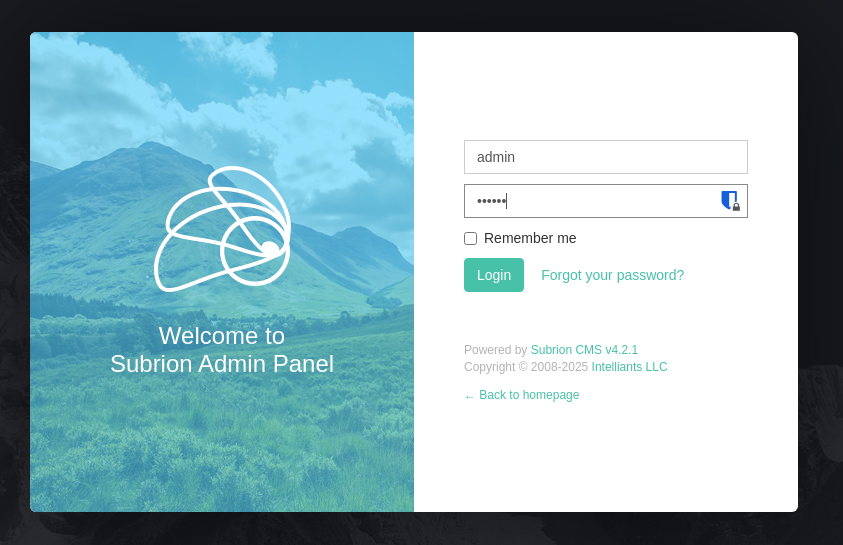 Welcome to
Subrion Admin Panel
admin
••••••
Remember me
Login
Forgot your password?
Powered by Subrion CMS v4.2.1
Copyright © 2008-2025 Intelliants LLC
← Back to homepage